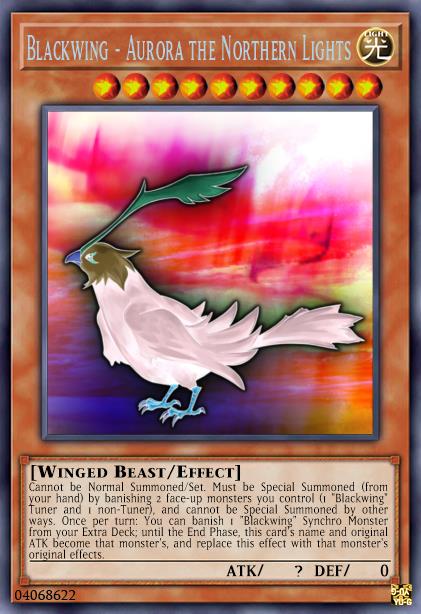 BLACKWING - AURORA THE NORTHERN LIGHTS
LIGHT
光
[WINGED BEAST/EFFECT]
Cannot be Normal Summoned/Set. Must be Special Summoned (from
your hand) by banishing 2 face-up monsters you control (1 "Blackwing"
Tuner and 1 non-Tuner), and cannot be Special Summoned by other
ways. Once per turn: You can banish 1 "Blackwing" Synchro Monster
from your Extra Deck; until the End Phase, this card's name and original
ATK become that monster's, and replace this effect with that monster's
original effects.
ATK/ ? DEF/ 0
04068622